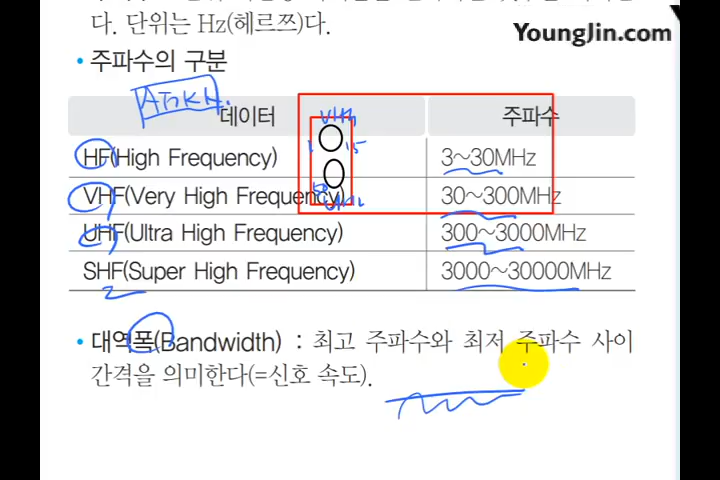 다. 단위는 Hz(헤르쯔)다.
YoungJin.com
• 주파수의 구분
데이터 주파수
HF(High Frequency) 3~30MHz
VHF(Very High Frequency) 30~300MHz
UHF(Ultra High Frequency) 300~3000MHz
SHF(Super High Frequency) 3000~30000MHz
• 대역폭(Bandwidth) : 최고 주파수와 최저 주파수 사이
간격을 의미한다(=신호 속도).